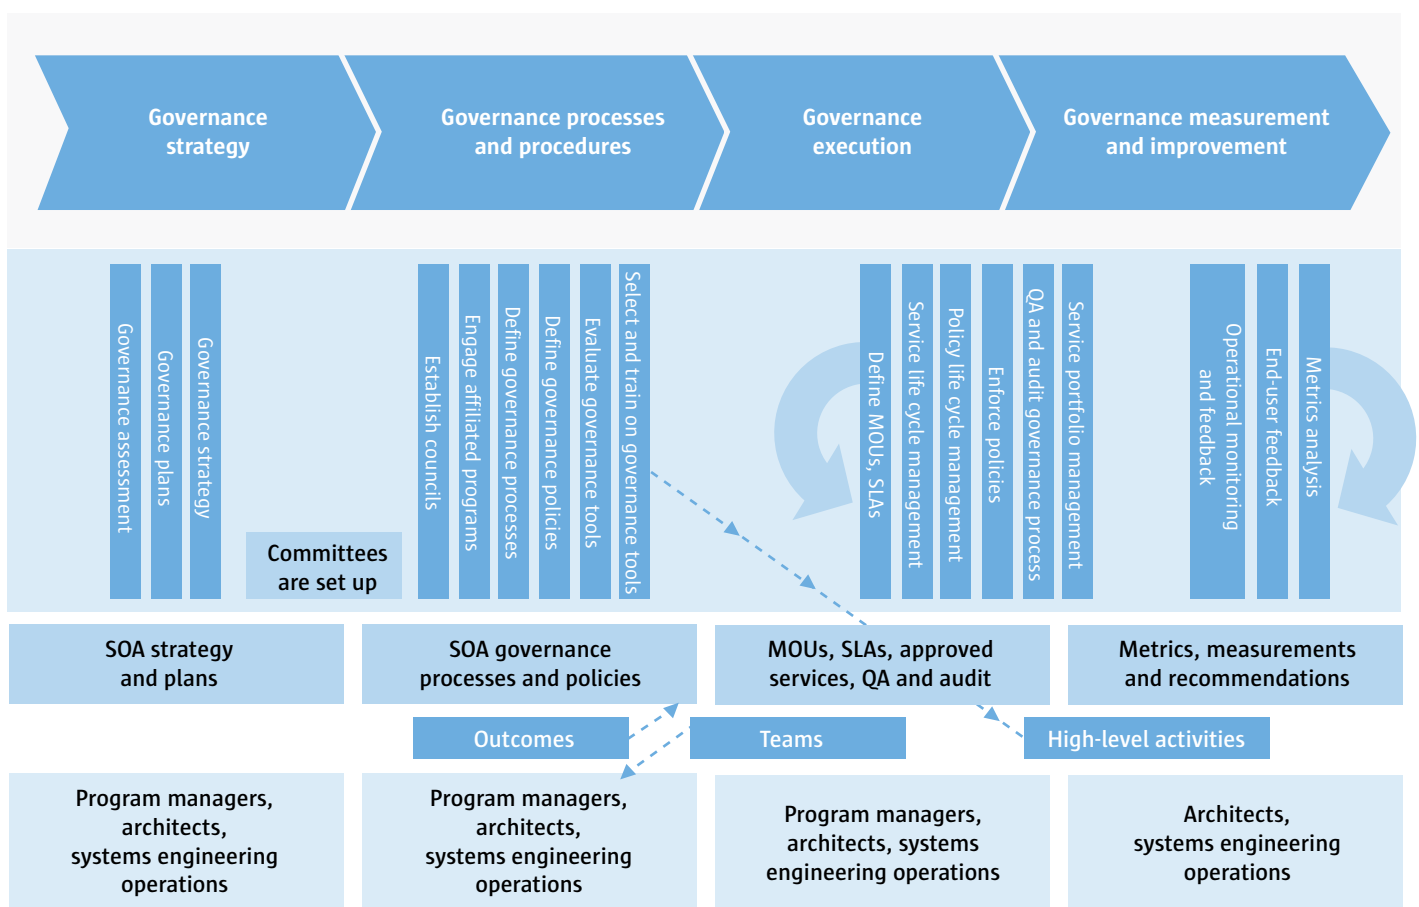 Governance
strategy
Governance processes
and procedures
Governance
execution
Governance measurement
and improvement
Governance assessment
Governance plans
Governance strategy
Committees
are set up
Establish councils
Engage affiliated programs
Define governance processes
Define governance policies
Evaluate governance tools
Select and train on governance tools
Define MOUs, SLAs
Service life cycle management
Policy life cycle management
Enforce policies
QA and audit governance process
Service portfolio management
Operational monitoring
and feedback
End-user feedback
Metrics analysis
SOA strategy
and plans
SOA governance
processes and policies
MOUs, SLAs, approved
services, QA and audit
Metrics, measurements
and recommendations
Outcomes
Teams
High-level activities
Program managers,
architects,
systems engineering
operations
Program managers,
architects,
systems engineering
operations
Program managers,
architects, systems
engineering operations
Architects,
systems engineering
operations